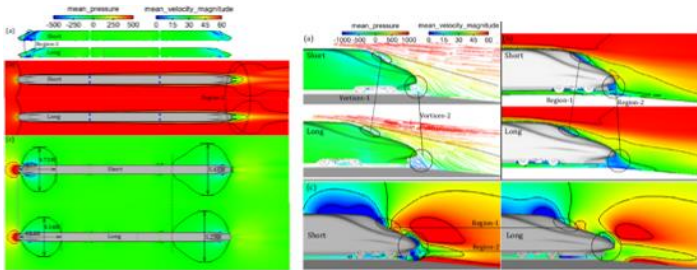 mean_pressure mean_velocity_magnitude
-500 -250 0 250 500 0 15 30 45 60
(a) Short
Region-1
Long
Short
Long
(c)
Short
Long
mean_pressure mean_velocity_magnitude
-1000 -500 0 500 1000 0 15 30 45 60
(a)
Short
Vortices-1
Vortices-2
Long
Short
Region-1
Region-2
Long
(c)
Short
Region-1
Region-2
Long